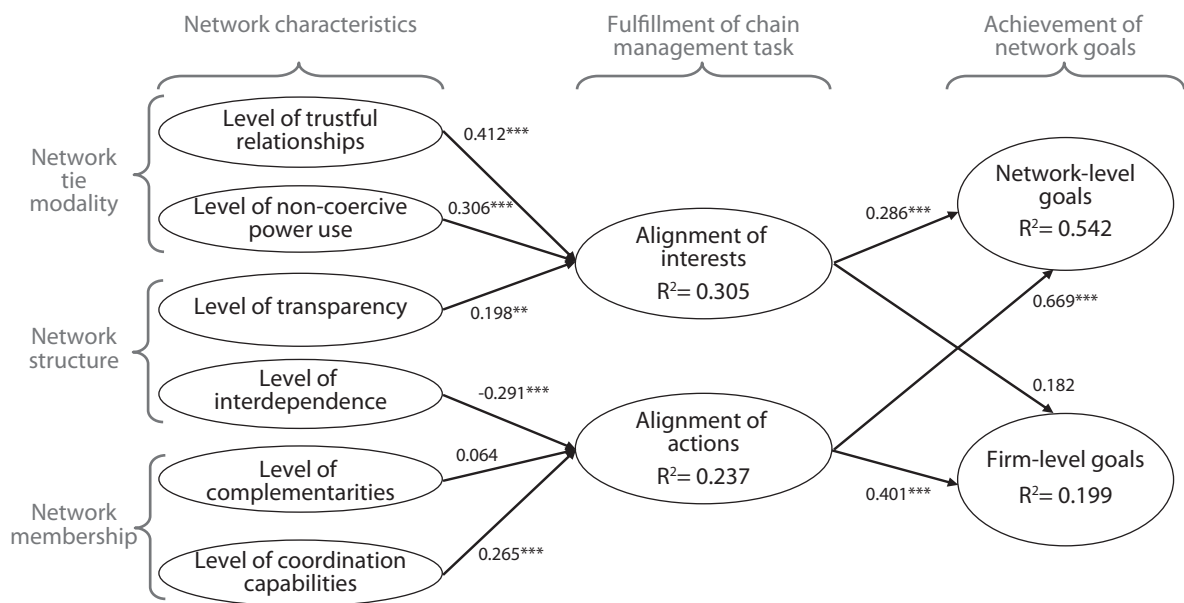 Network characteristics
Fulfillment of chain
management task
Achievement of
network goals
Network
tie
modality
Level of trustful
relationships
0.412***
Level of non-coercive
power use
0.306***
Network
structure
Level of transparency
0.198**
Level of
interdependence
-0.291***
Network
membership
Level of
complementarities
0.064
Level of coordination
capabilities
0.265***
Alignment of
interests
R²= 0.305
Alignment of
actions
R²= 0.237
0.286***
0.669***
0.182
0.401***
Network-level
goals
R²= 0.542
Firm-level goals
R²= 0.199